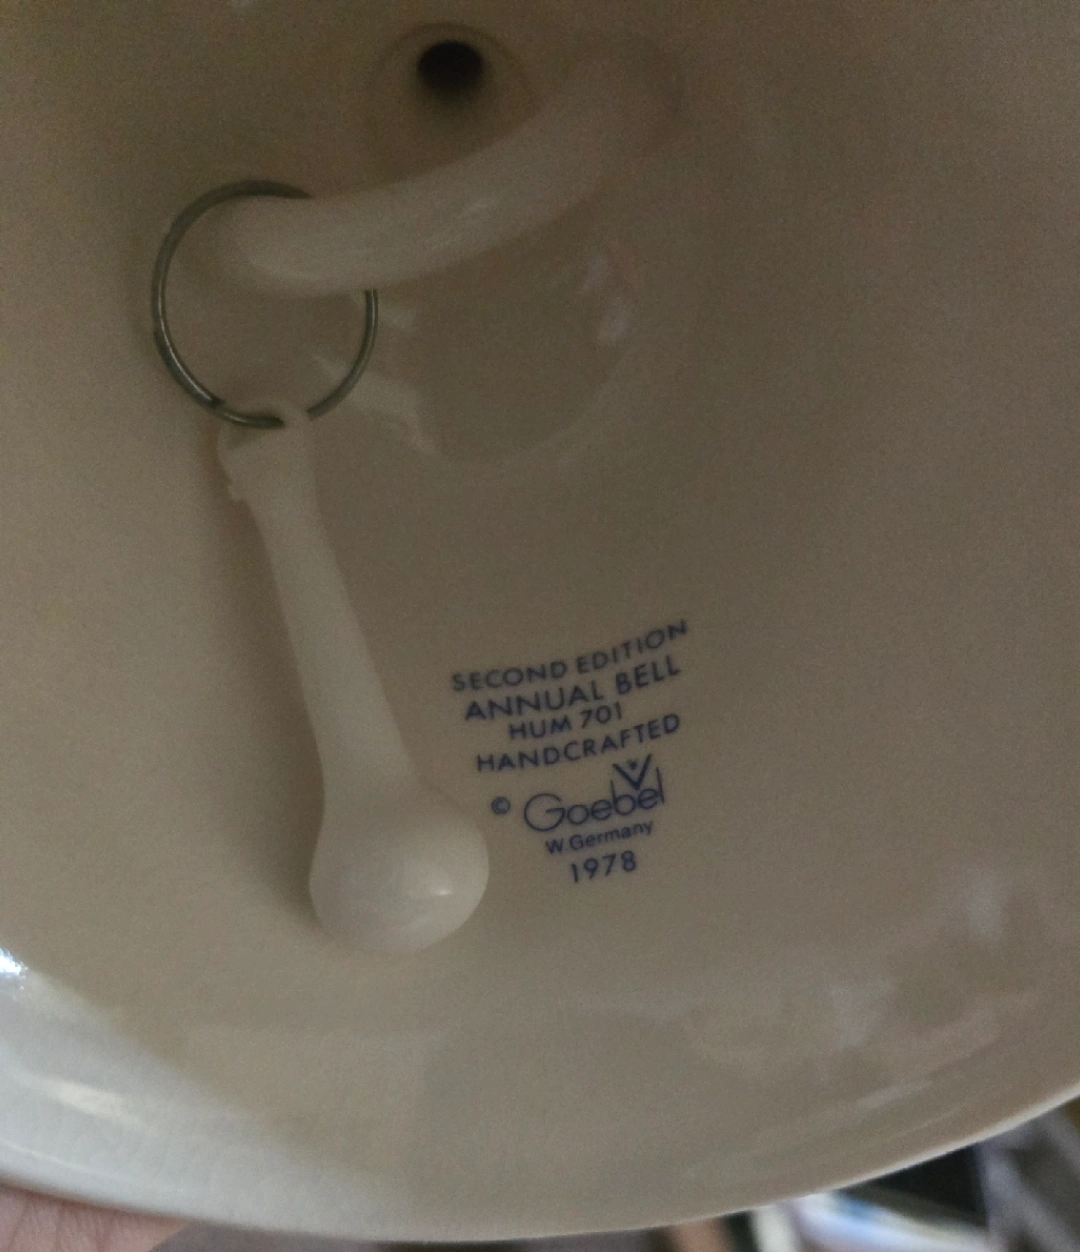 SECOND EDITION
ANNUAL BELL
HUM 701
HANDCRAFTED
© Goebel
W.Germany
1978